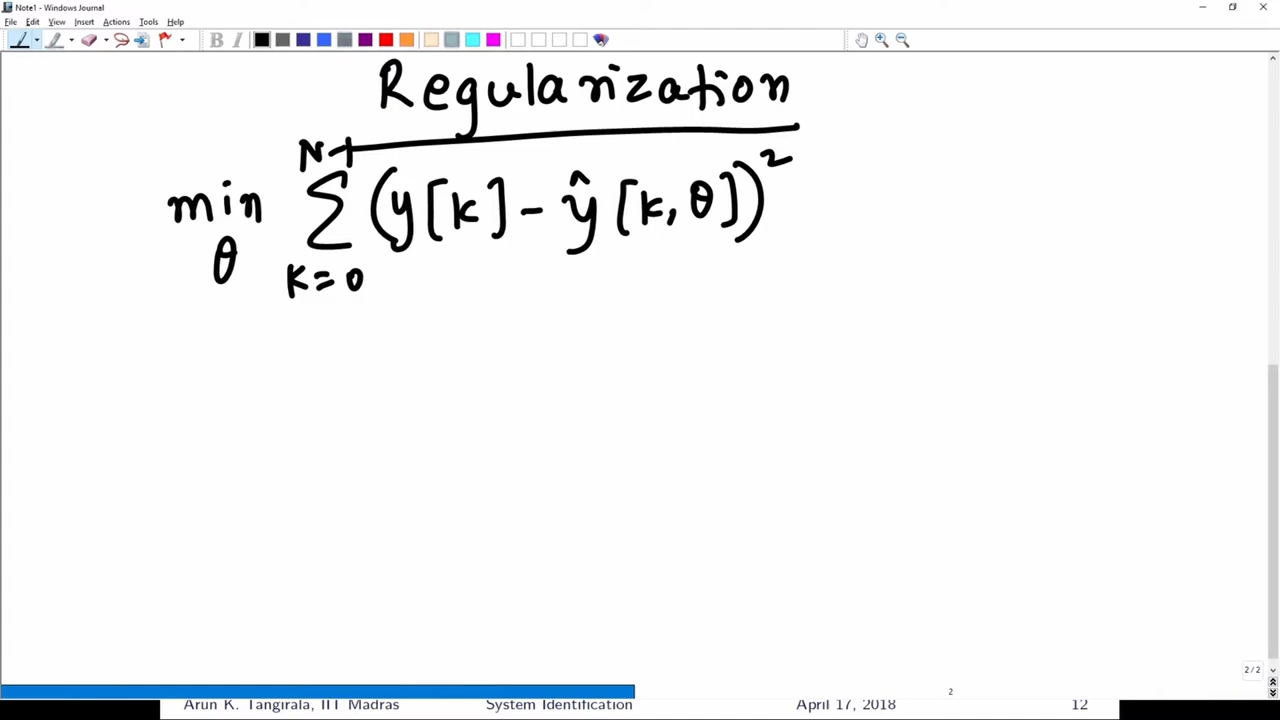 Note1 - Windows Journal
File Edit View Insert Actions Tools Help
B I
Regularization
N-1
min Σ (y[k] - ŷ[k, θ])²
θ k=0
2 / 2
2
Arun K. Tangirala, IIT Madras System Identification April 17, 2018 12